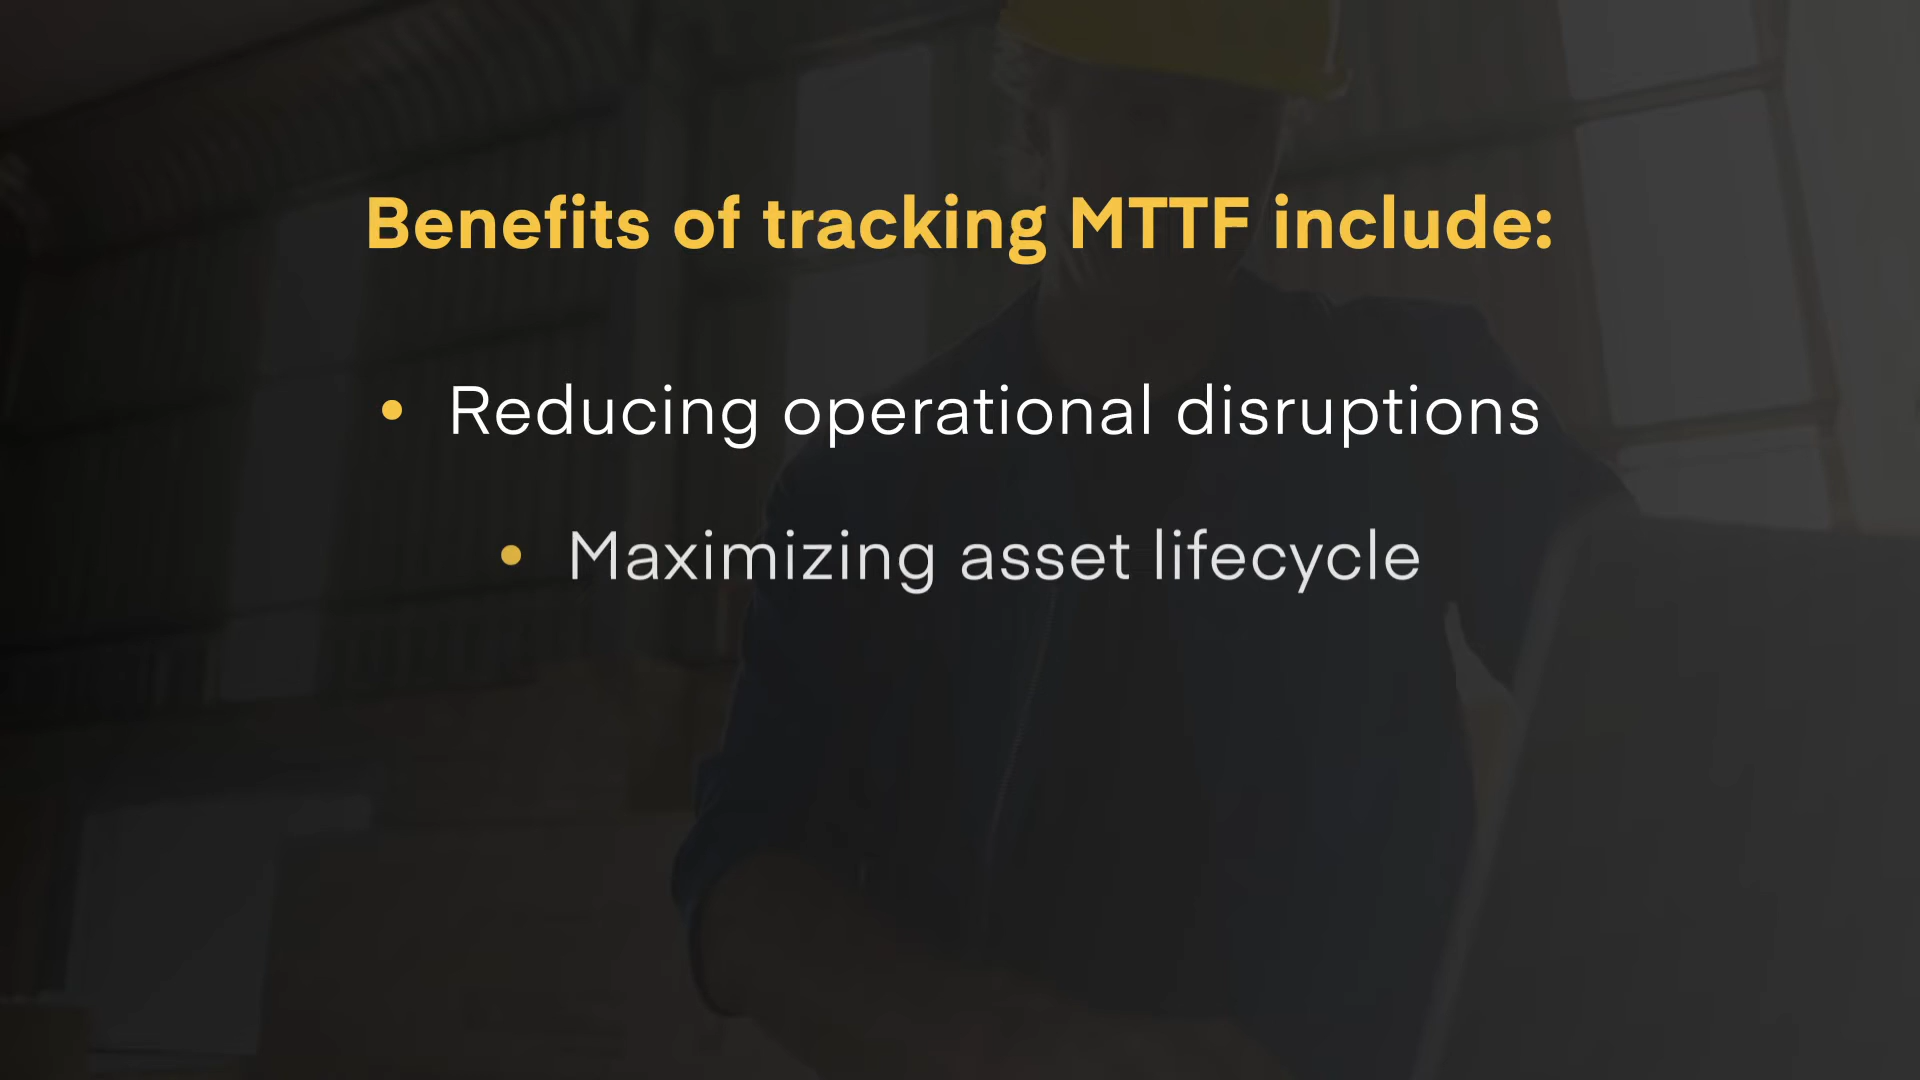 Benefits of tracking MTTF include:
• Reducing operational disruptions
• Maximizing asset lifecycle